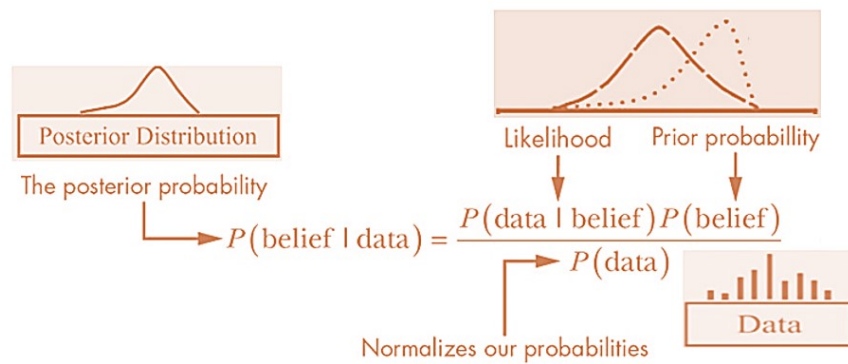 Likelihood Prior probabillity
Posterior Distribution
The posterior probability
P(belief | data) = P(data | belief)P(belief)
P(data)
Data
Normalizes our probabilities